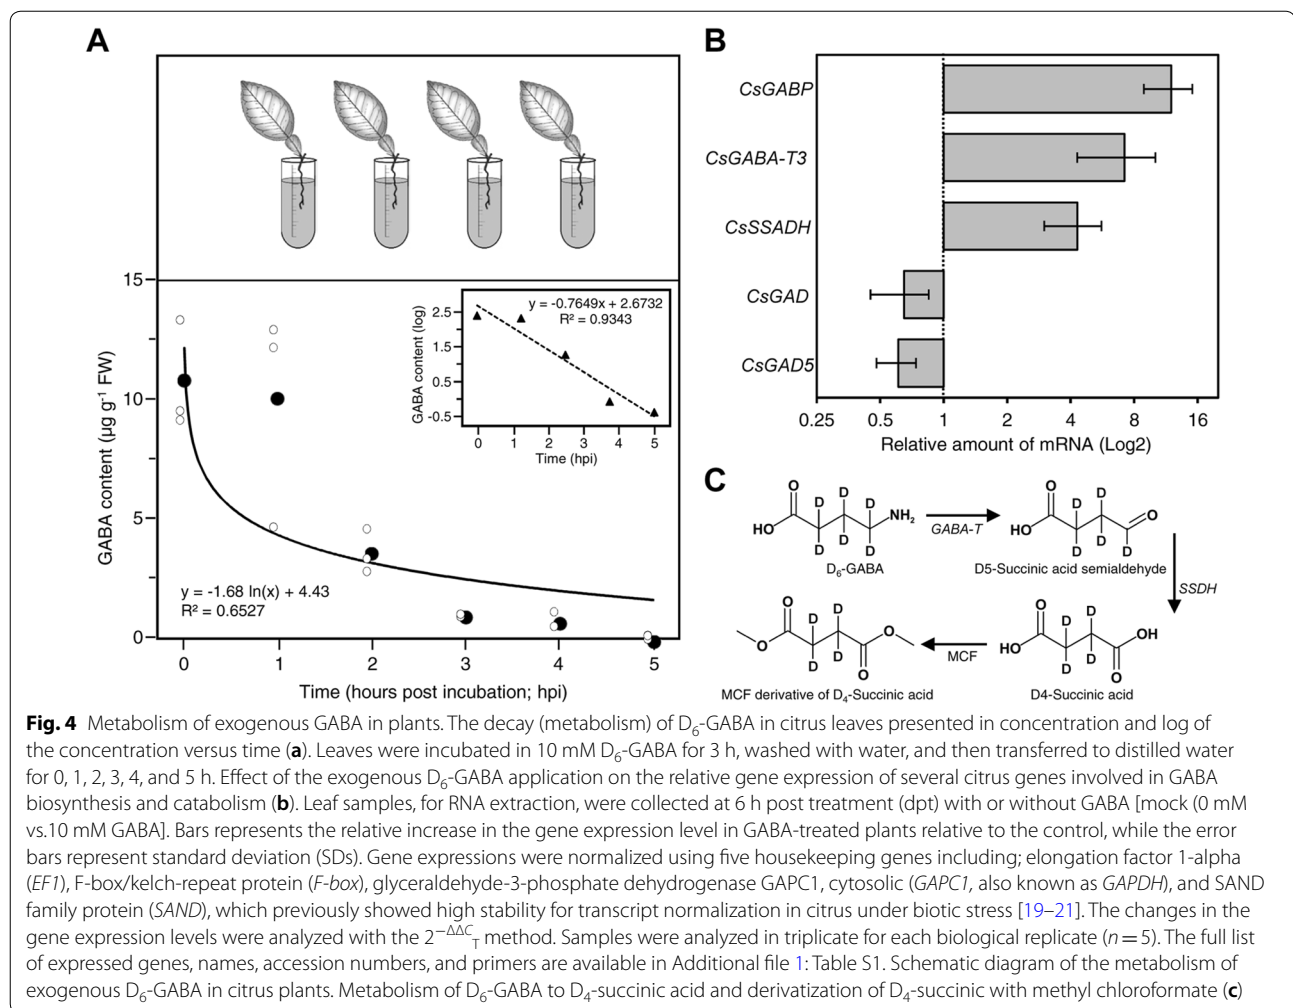 A
15
10
5
0
GABA content (µg g⁻¹ FW)
y = -1.68 ln(x) + 4.43
R² = 0.6527
0 1 2 3 4 5
Time (hours post incubation; hpi)
y = -0.7649x + 2.6732
R² = 0.9343
GABA content (log)
2.5
1.5
0.5
-0.5
0 1 2 3 4 5
Time (hpi)
B
CsGABP
CsGABA-T3
CsSSADH
CsGAD
CsGAD5
0.25 0.5 1 2 4 8 16
Relative amount of mRNA (Log2)
C
O D D D D D D HO NH₂
D₆-GABA
GABA-T
O D D D D D HO O
D5-Succinic acid semialdehyde
SSDH
O D D D D HO OH O
D4-Succinic acid
MCF
O D D D D O O O
MCF derivative of D₄-Succinic acid
Fig. 4 Metabolism of exogenous GABA in plants. The decay (metabolism) of D₆-GABA in citrus leaves presented in concentration and log of
the concentration versus time (a). Leaves were incubated in 10 mM D₆-GABA for 3 h, washed with water, and then transferred to distilled water
for 0, 1, 2, 3, 4, and 5 h. Effect of the exogenous D₆-GABA application on the relative gene expression of several citrus genes involved in GABA
biosynthesis and catabolism (b). Leaf samples, for RNA extraction, were collected at 6 h post treatment (dpt) with or without GABA [mock (0 mM
vs.10 mM GABA]. Bars represents the relative increase in the gene expression level in GABA-treated plants relative to the control, while the error
bars represent standard deviation (SDs). Gene expressions were normalized using five housekeeping genes including; elongation factor 1-alpha
(EF1), F-box/kelch-repeat protein (F-box), glyceraldehyde-3-phosphate dehydrogenase GAPC1, cytosolic (GAPC1, also known as GAPDH), and SAND
family protein (SAND), which previously showed high stability for transcript normalization in citrus under biotic stress [19–21]. The changes in the
gene expression levels were analyzed with the 2^−ΔΔC_T method. Samples were analyzed in triplicate for each biological replicate (n = 5). The full list
of expressed genes, names, accession numbers, and primers are available in Additional file 1: Table S1. Schematic diagram of the metabolism of
exogenous D₆-GABA in citrus plants. Metabolism of D₆-GABA to D₄-succinic acid and derivatization of D₄-succinic with methyl chloroformate (c)